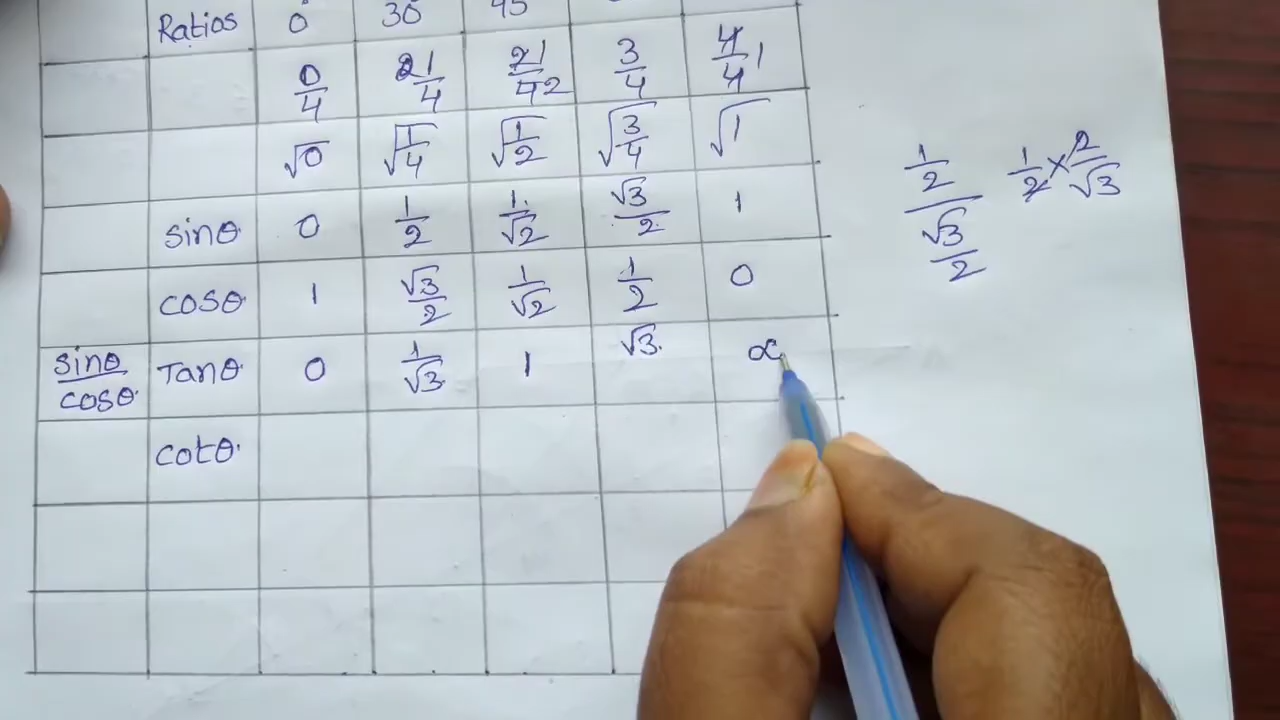 Ratios 0° 30 45
0/4 21/4 21/42 3/4 4/4 1
√0 √1/4 √1/2 √3/4 √1
sinθ 0 1/2 1/√2 √3/2 1
cosθ 1 √3/2 1/√2 1/2 0
sinθ/cosθ Tanθ 0 1/√3 1 √3 ∝
cotθ
1/2 / √3/2 1/2 × 2/√3